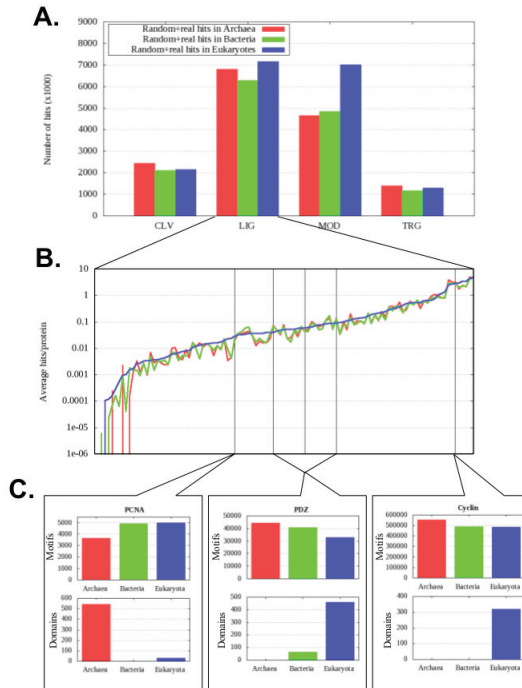 A.
Number of hits (x1000)
9000
8000
7000
6000
5000
4000
3000
2000
1000
0
Random+real hits in Archaea
Random+real hits in Bacteria
Random+real hits in Eukaryotes
CLV LIG MOD TRG
B.
Average hits/protein
10
1
0.1
0.01
0.001
0.0001
1e-05
1e-06
C.
PCNA
Motifs
5000
4000
3000
2000
1000
0
Archaea Bacteria Eukaryota
Domains
600
500
400
300
200
100
0
Archaea Bacteria Eukaryota
PDZ
Motifs
50000
40000
30000
20000
10000
0
Archaea Bacteria Eukaryota
Domains
500
400
300
200
100
0
Archaea Bacteria Eukaryota
Cyclin
Motifs
600000
500000
400000
300000
200000
100000
0
Archaea Bacteria Eukaryota
Domains
400
300
200
100
0
Archaea Bacteria Eukaryota